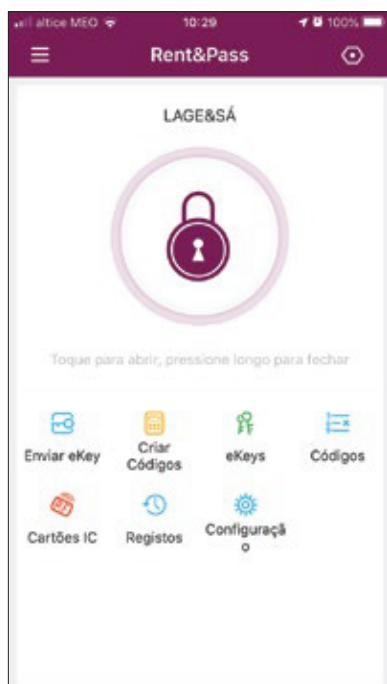 altice MEO 10:29 100%
Rent&Pass
LAGE&SÁ
Toque para abrir, pressione longo para fechar
Enviar eKey
Criar
Códigos
eKeys
Códigos
Cartões IC
Registos
Configuraçã
o